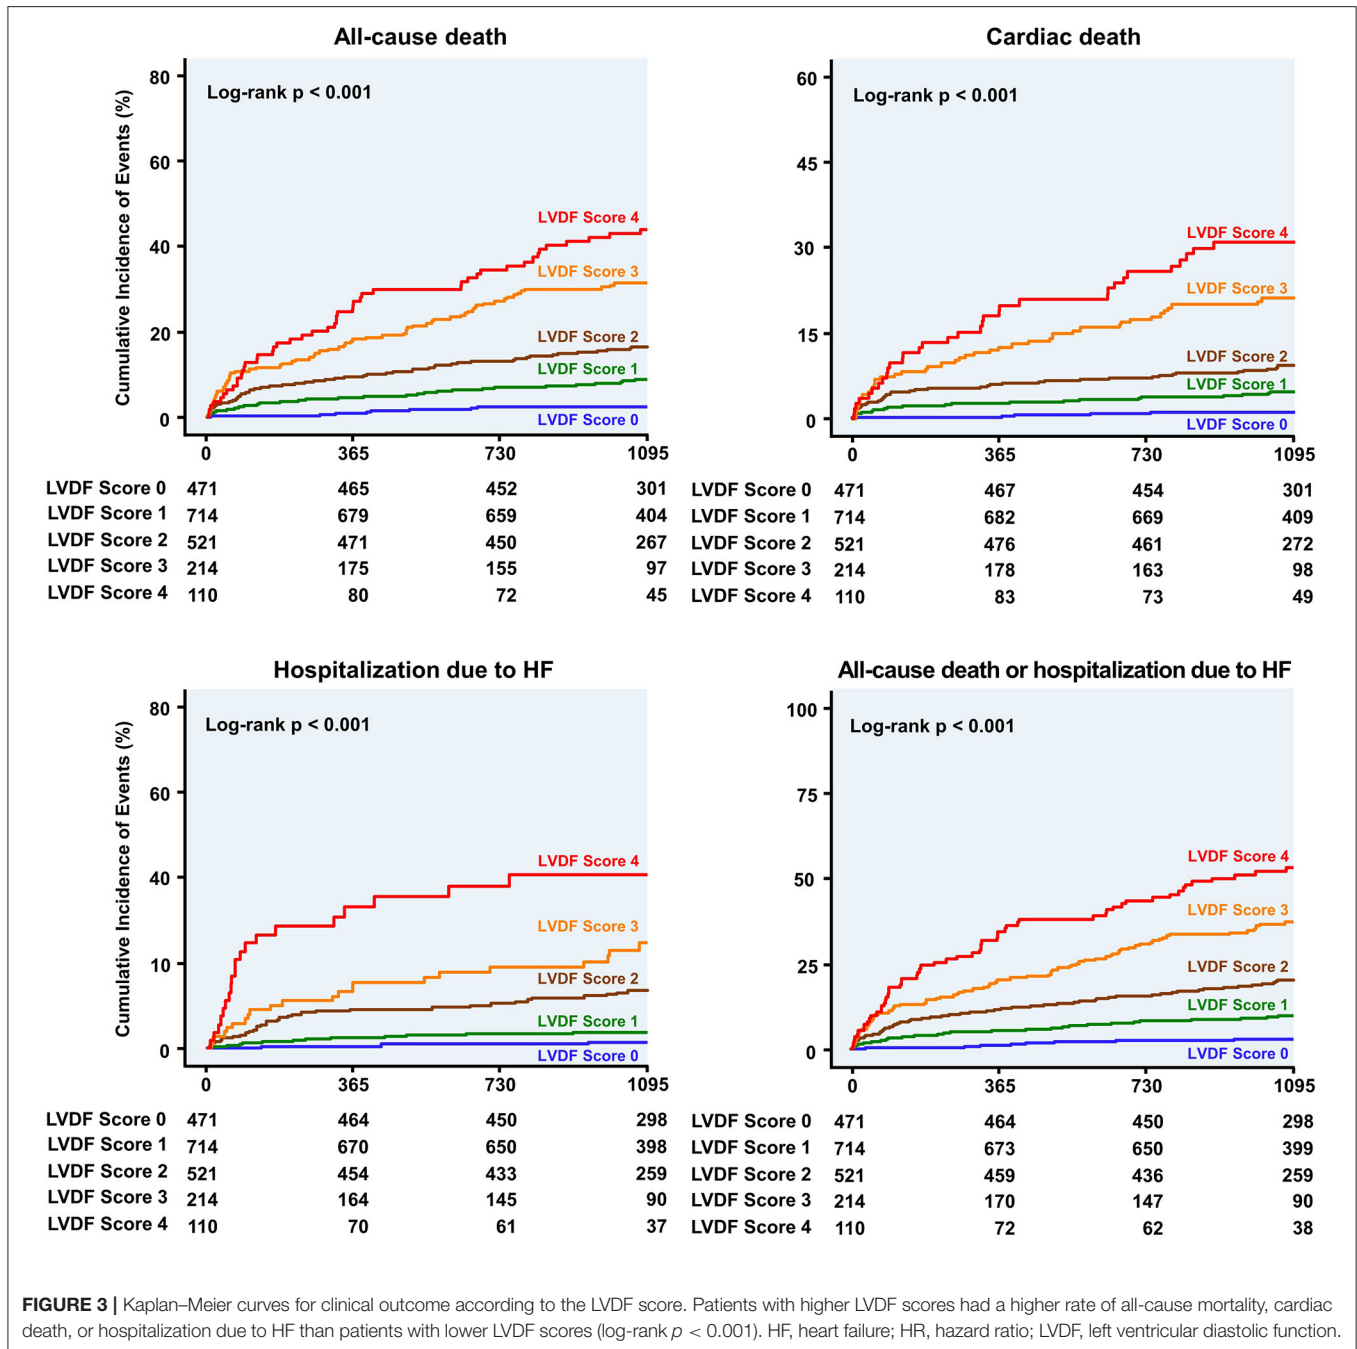 All-cause death
Cumulative Incidence of Events (%)
80
60
40
20
0
Log-rank p < 0.001
LVDF Score 4
LVDF Score 3
LVDF Score 2
LVDF Score 1
LVDF Score 0
0 365 730 1095
LVDF Score 0 471 465 452 301
LVDF Score 1 714 679 659 404
LVDF Score 2 521 471 450 267
LVDF Score 3 214 175 155 97
LVDF Score 4 110 80 72 45
Cardiac death
60
45
30
15
0
Log-rank p < 0.001
LVDF Score 4
LVDF Score 3
LVDF Score 2
LVDF Score 1
LVDF Score 0
0 365 730 1095
LVDF Score 0 471 467 454 301
LVDF Score 1 714 682 669 409
LVDF Score 2 521 476 461 272
LVDF Score 3 214 178 163 98
LVDF Score 4 110 83 73 49
Hospitalization due to HF
Cumulative Incidence of Events (%)
80
60
40
10
0
Log-rank p < 0.001
LVDF Score 4
LVDF Score 3
LVDF Score 2
LVDF Score 1
LVDF Score 0
0 365 730 1095
LVDF Score 0 471 464 450 298
LVDF Score 1 714 670 650 398
LVDF Score 2 521 454 433 259
LVDF Score 3 214 164 145 90
LVDF Score 4 110 70 61 37
All-cause death or hospitalization due to HF
100
75
50
25
0
Log-rank p < 0.001
LVDF Score 4
LVDF Score 3
LVDF Score 2
LVDF Score 1
LVDF Score 0
0 365 730 1095
LVDF Score 0 471 464 450 298
LVDF Score 1 714 673 650 399
LVDF Score 2 521 459 436 259
LVDF Score 3 214 170 147 90
LVDF Score 4 110 72 62 38
FIGURE 3 | Kaplan–Meier curves for clinical outcome according to the LVDF score. Patients with higher LVDF scores had a higher rate of all-cause mortality, cardiac
death, or hospitalization due to HF than patients with lower LVDF scores (log-rank p < 0.001). HF, heart failure; HR, hazard ratio; LVDF, left ventricular diastolic function.